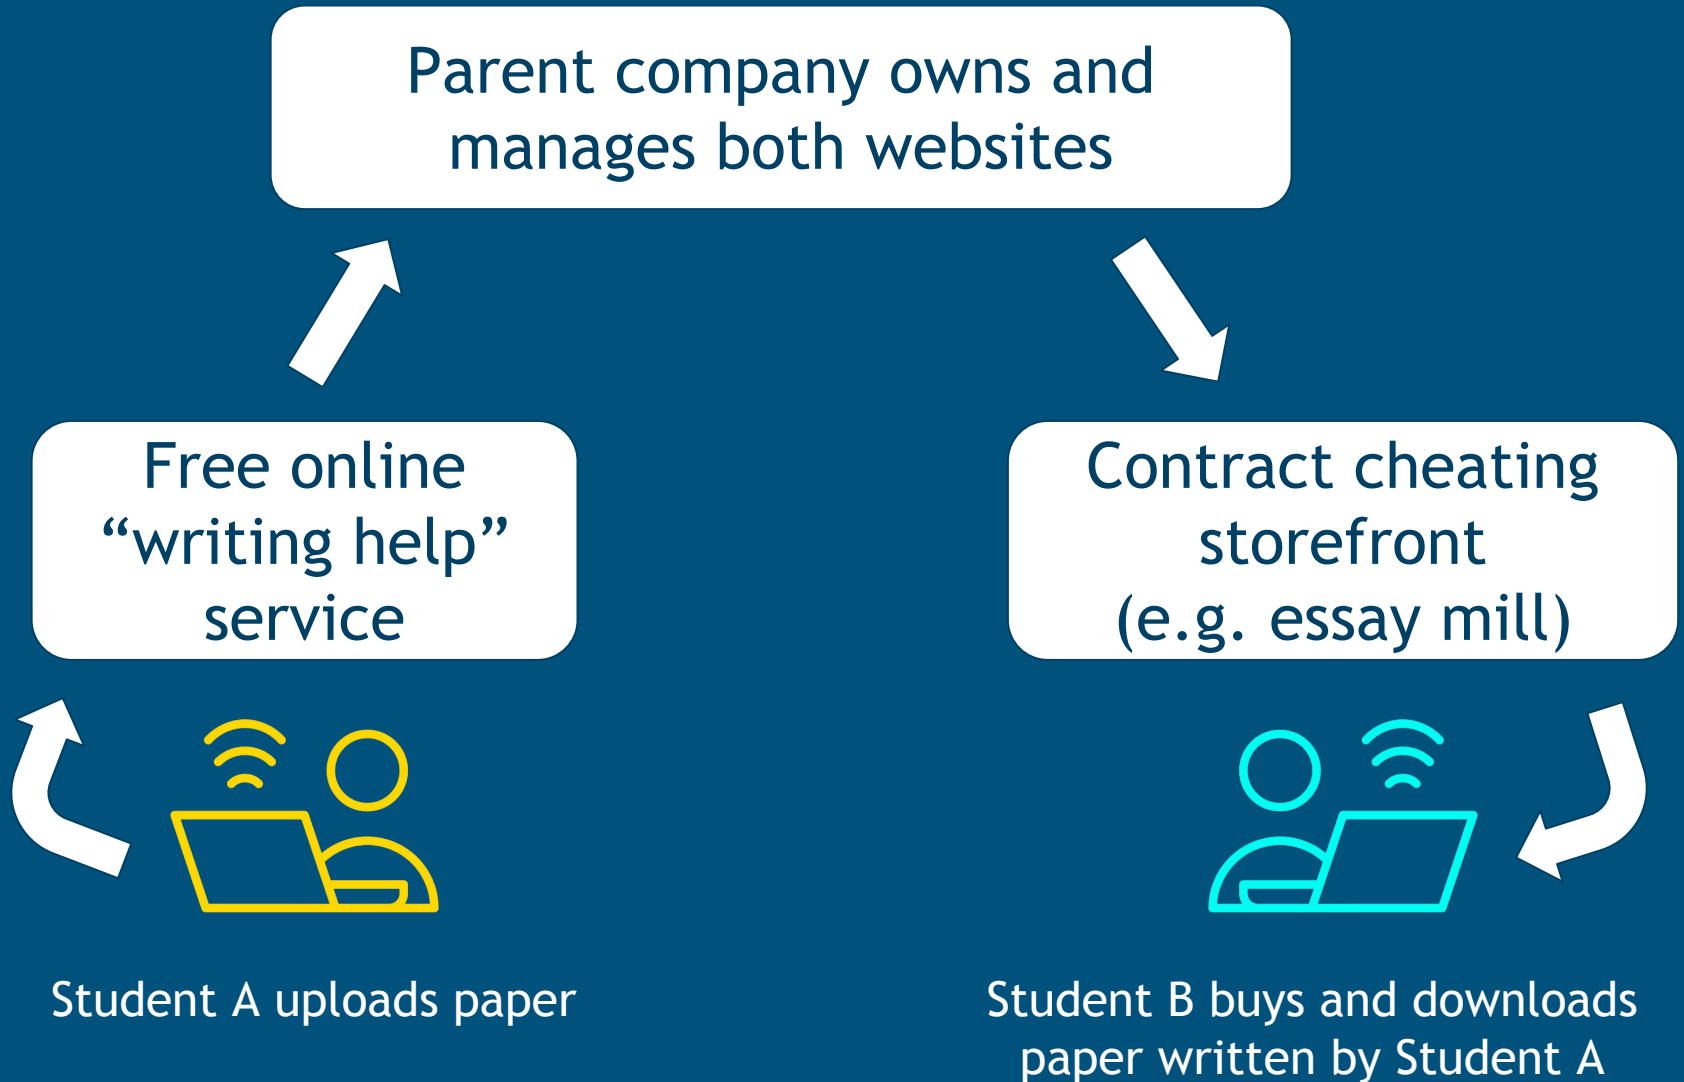 Parent company owns and
manages both websites
Free online
“writing help”
service
Contract cheating
storefront
(e.g. essay mill)
Student A uploads paper
Student B buys and downloads
paper written by Student A